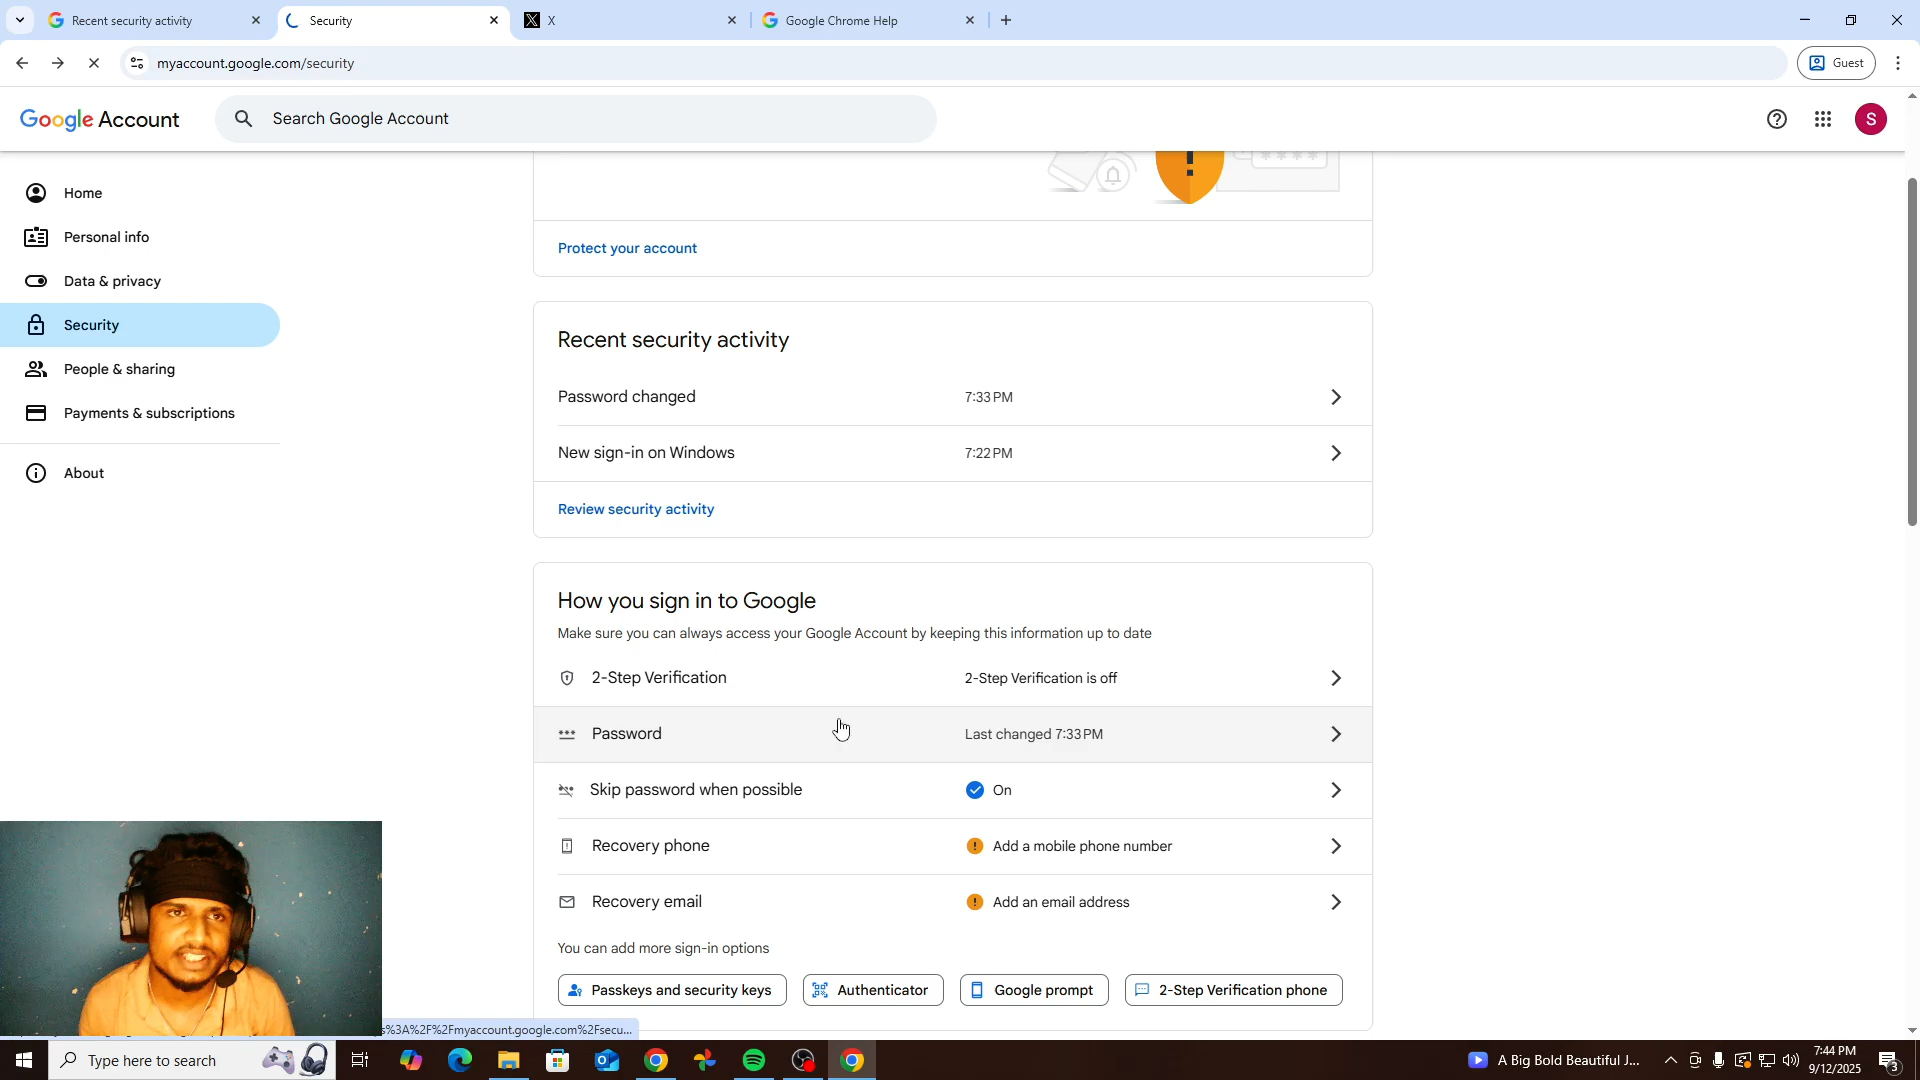 Recent security activity
Security
X
Google Chrome Help
myaccount.google.com/security
Guest
Google Account
Search Google Account
S
Home
Personal info
Data & privacy
Security
People & sharing
Payments & subscriptions
About
Protect your account
Recent security activity
Password changed 7:33 PM
New sign-in on Windows 7:22 PM
Review security activity
How you sign in to Google
Make sure you can always access your Google Account by keeping this information up to date
2-Step Verification 2-Step Verification is off
Password Last changed 7:33 PM
Skip password when possible On
Recovery phone Add a mobile phone number
Recovery email Add an email address
You can add more sign-in options
Passkeys and security keys Authenticator Google prompt 2-Step Verification phone
s%3A%2F%2Fmyaccount.google.com%2Fsecu...
Type here to search
A Big Bold Beautiful J...
7:44 PM
9/12/2025
3